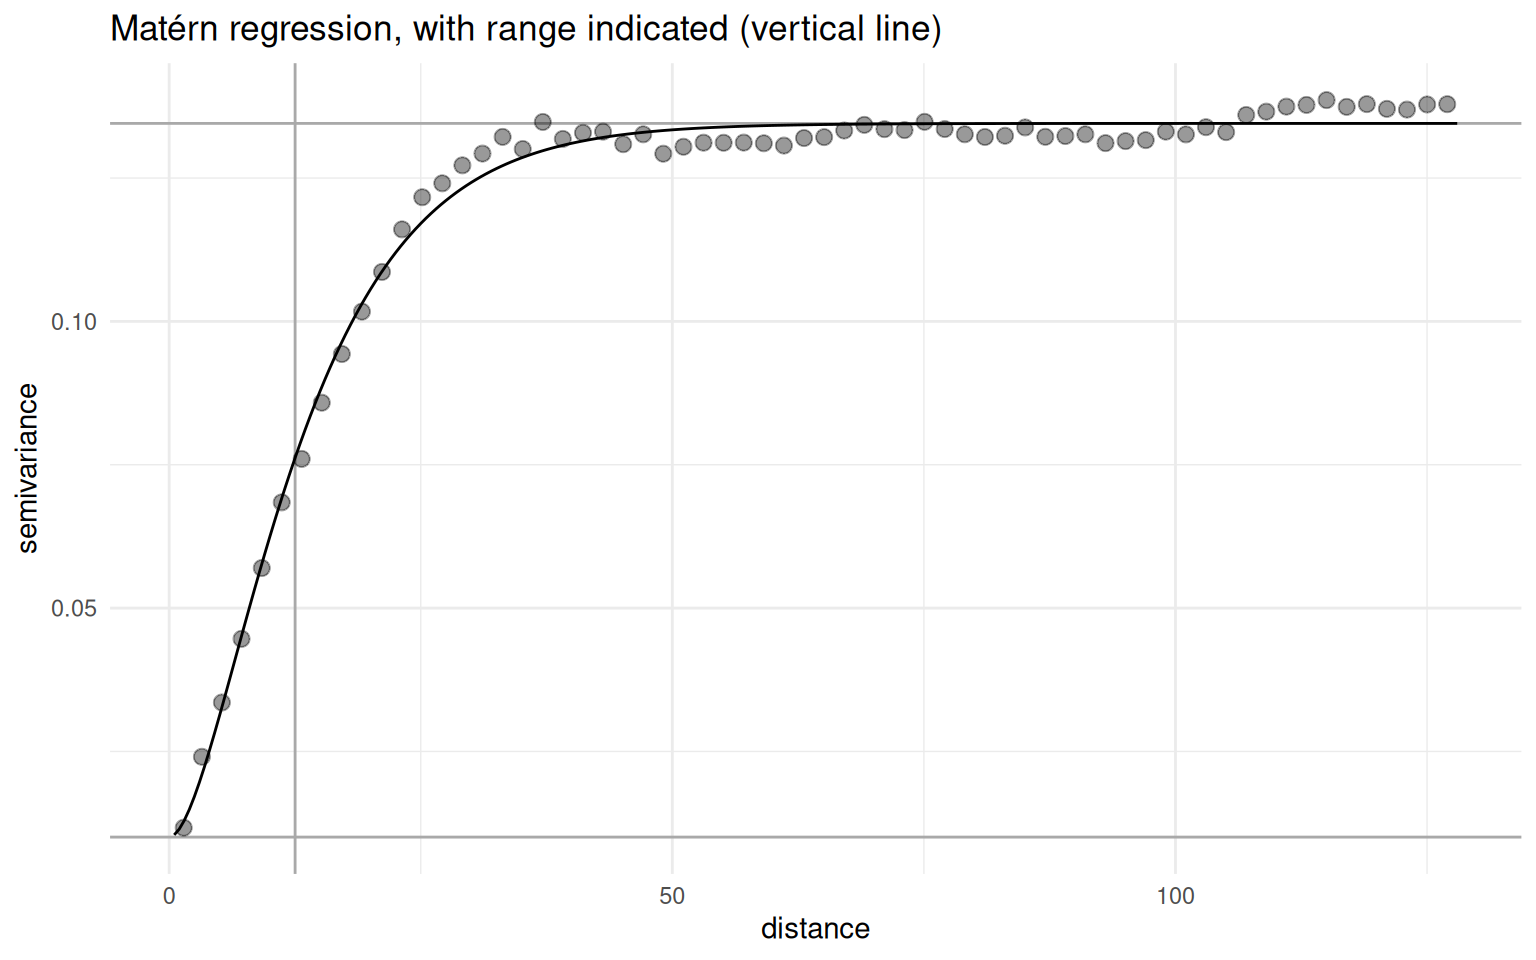 Matérn regression, with range indicated (vertical line)
0.10
0.05
semivariance
0
50
100
distance